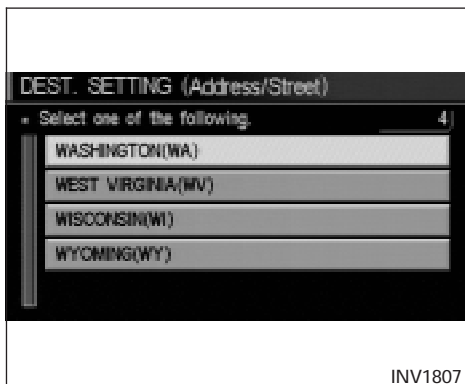 DEST. SETTING (Address/Street)
Select one of the following. 4
WASHINGTON(WA)
WEST VIRGINIA(WV)
WISCONSIN(WI)
WYOMING(WY)
INV1807